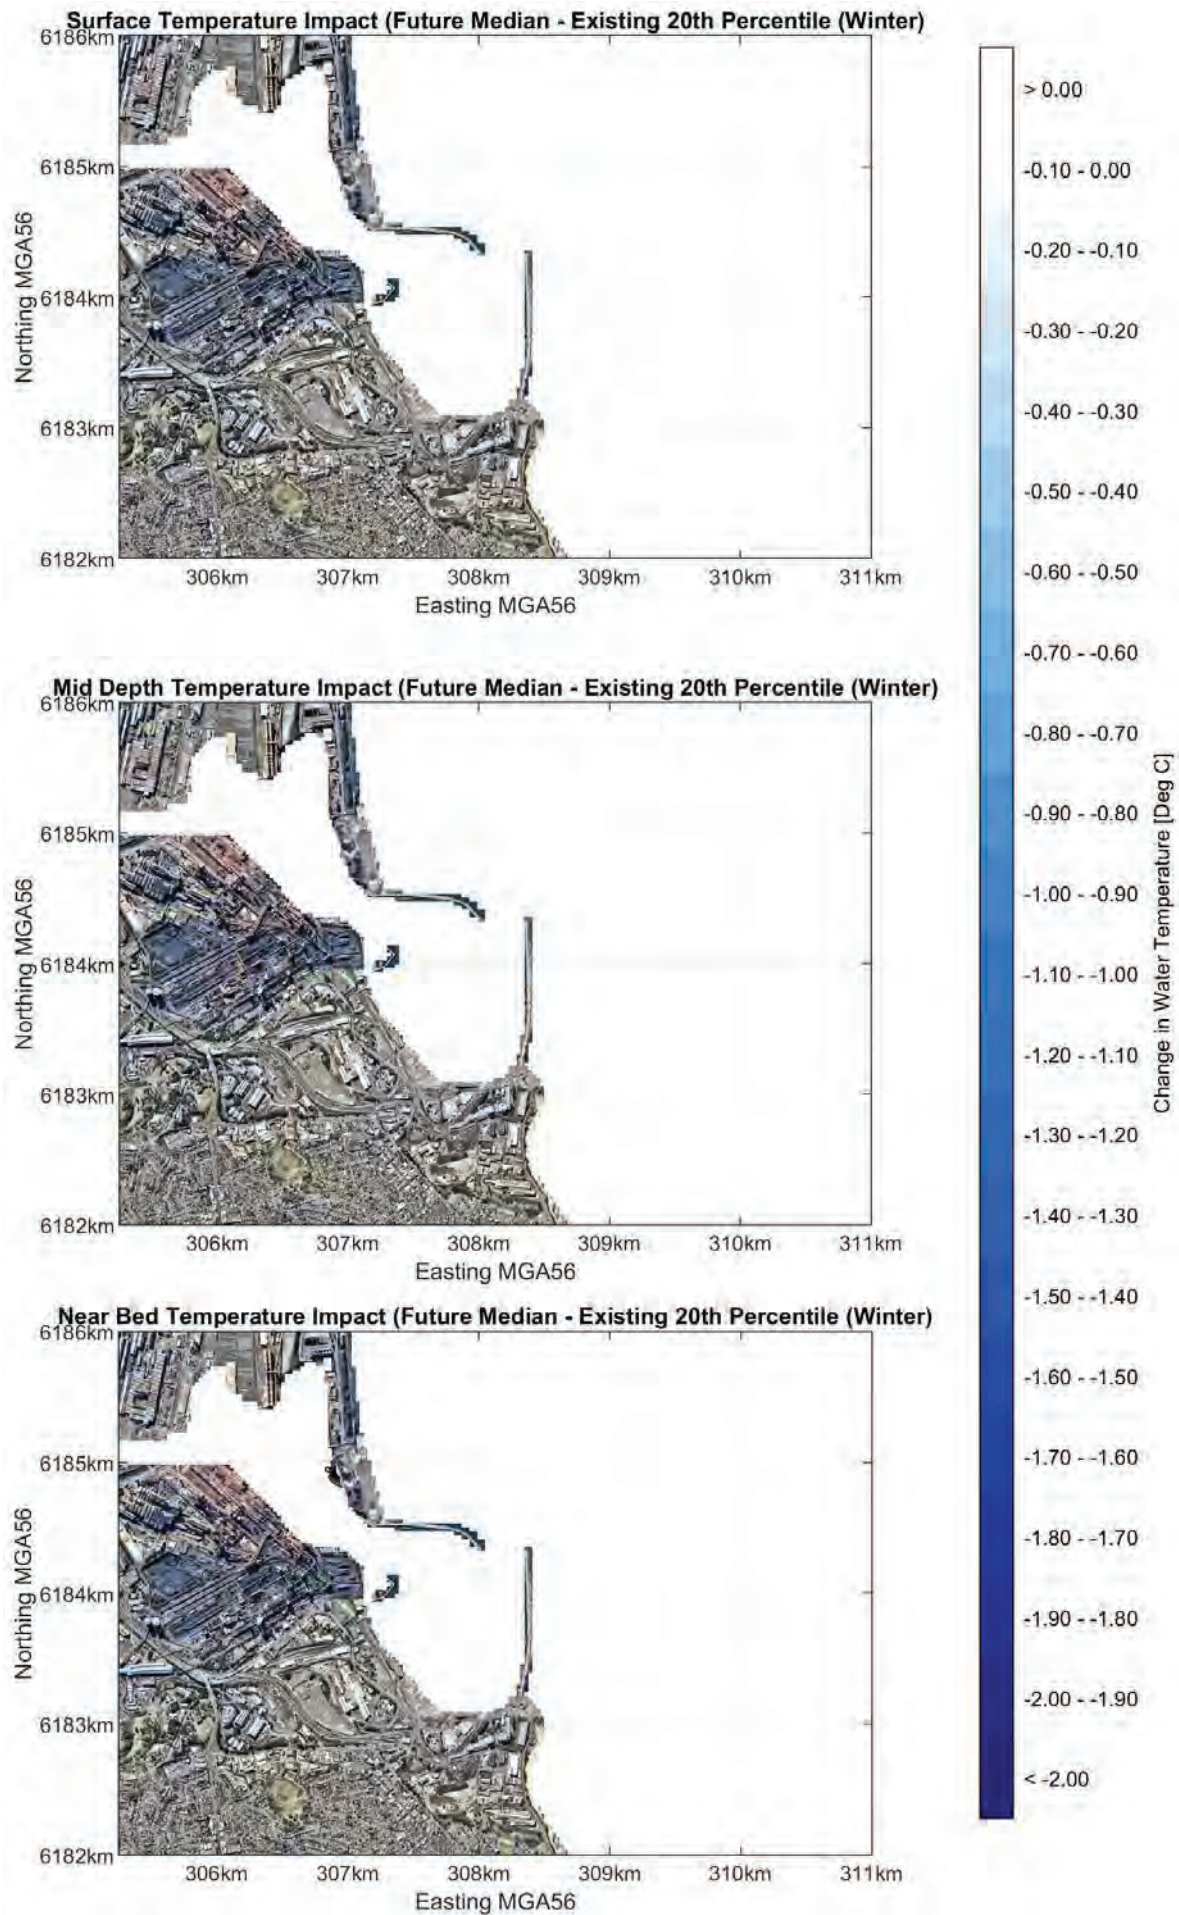 Surface Temperature Impact (Future Median - Existing 20th Percentile (Winter)
6186km
6185km
6184km
6183km
6182km
Northing MGA56
306km 307km 308km 309km 310km 311km
Easting MGA56
Mid Depth Temperature Impact (Future Median - Existing 20th Percentile (Winter)
6186km
6185km
6184km
6183km
6182km
Northing MGA56
306km 307km 308km 309km 310km 311km
Easting MGA56
Near Bed Temperature Impact (Future Median - Existing 20th Percentile (Winter)
6186km
6185km
6184km
6183km
6182km
Northing MGA56
306km 307km 308km 309km 310km 311km
Easting MGA56
> 0.00
-0.10 - 0.00
-0.20 - -0.10
-0.30 - -0.20
-0.40 - -0.30
-0.50 - -0.40
-0.60 - -0.50
-0.70 - -0.60
-0.80 - -0.70
-0.90 - -0.80
-1.00 - -0.90
-1.10 - -1.00
-1.20 - -1.10
-1.30 - -1.20
-1.40 - -1.30
-1.50 - -1.40
-1.60 - -1.50
-1.70 - -1.60
-1.80 - -1.70
-1.90 - -1.80
-2.00 - -1.90
< -2.00
Change in Water Temperature [Deg C]